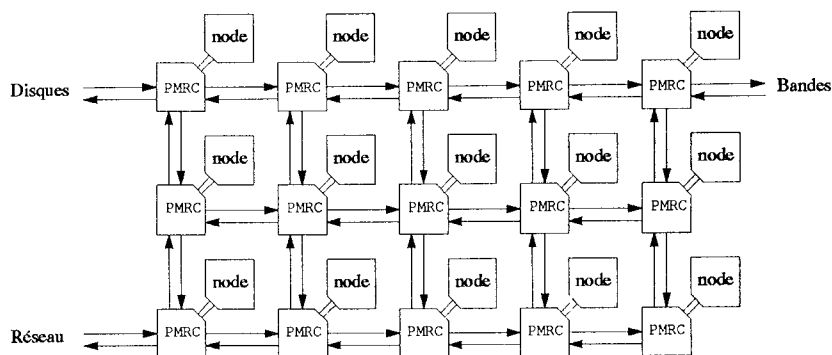 node node node node node
Disques PMRC PMRC PMRC PMRC PMRC Bandes
node node node node node
PMRC PMRC PMRC PMRC PMRC
node node node node node
Réseau PMRC PMRC PMRC PMRC PMRC